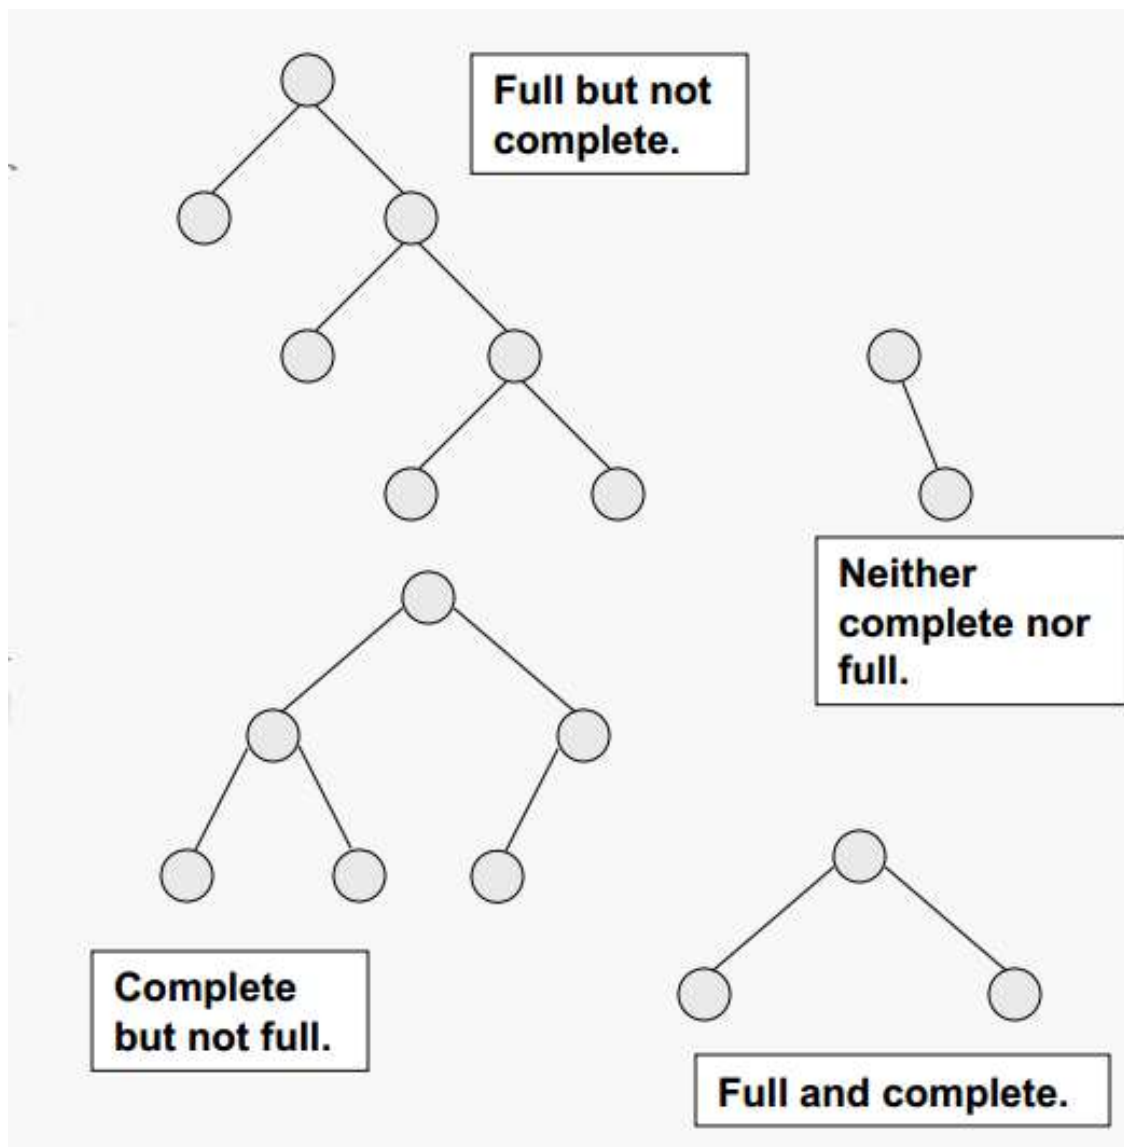 Full but not
complete.
Neither
complete nor
full.
Complete
but not full.
Full and complete.